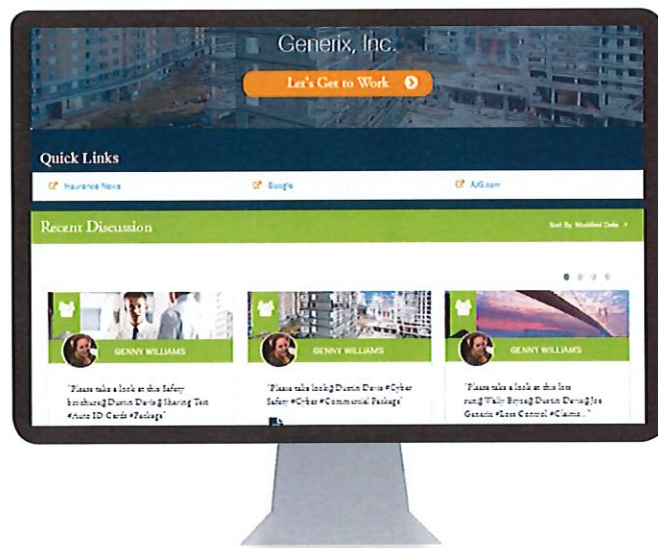 Generix, Inc.
Let's Get to Work
Quick Links
Insurance News
Google
AJG.com
Recent Discussion
Sort By Modified Date
GENNY WILLIAMS
"Please take a look at this Safety
brochure@Dustin Davis@Sharing Test
#Auto ID Cards #Package"
GENNY WILLIAMS
"Please take look@Dustin Davis #Cyber
Safety #Cyber #Commercial Package"
GENNY WILLIAMS
"Please take a look at this loss
run@Wally Bryce@Dustin Davis@Joe
Generix #Loss Control #Claims..."